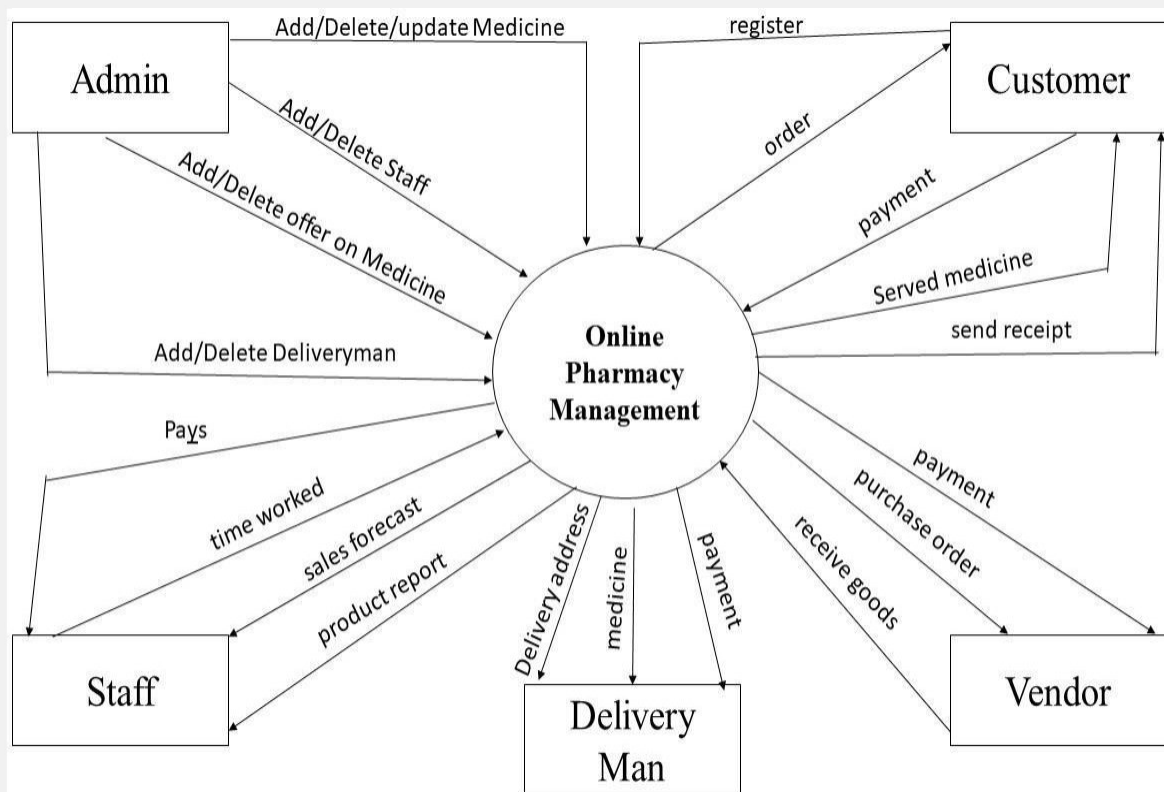 Add/Delete/update Medicine
register
Admin
Customer
Add/Delete Staff
order
Add/Delete offer on Medicine
payment
Served medicine
send receipt
Add/Delete Deliveryman
Online
Pharmacy
Management
Pays
time worked
sales forecast
product report
Delivery address
medicine
payment
receive goods
purchase order
payment
Staff
Delivery
Man
Vendor